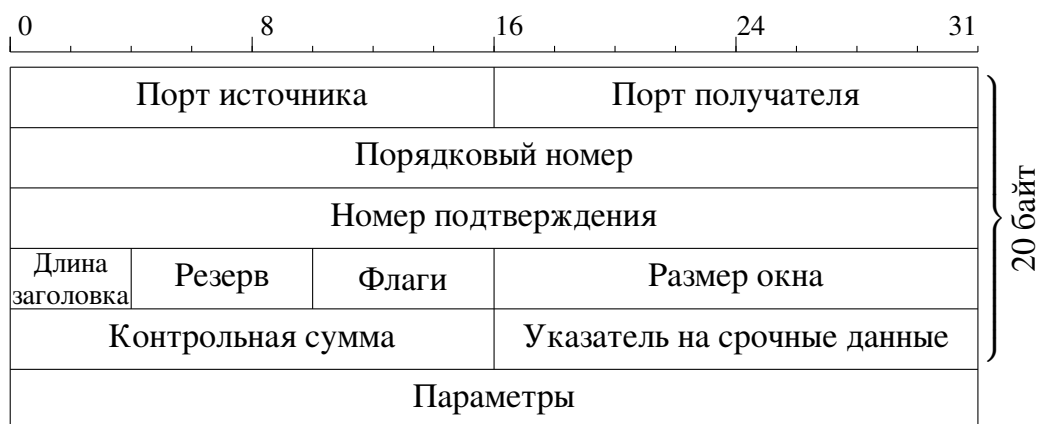 0 8 16 24 31
Порт источника Порт получателя
Порядковый номер
Номер подтверждения
Длина
заголовка
Резерв Флаги Размер окна
Контрольная сумма Указатель на срочные данные
Параметры
20 байт